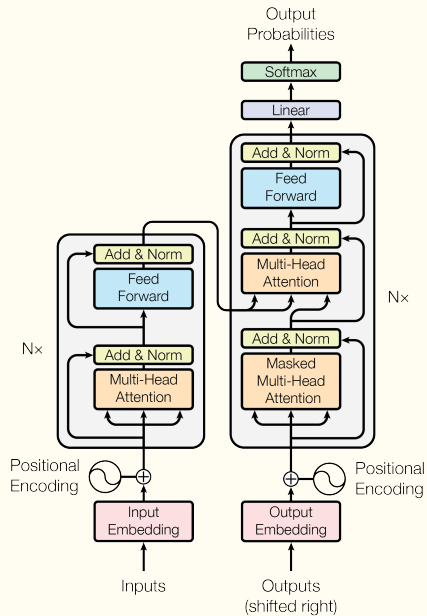 Output
Probabilities
Softmax
Linear
Add & Norm
Feed
Forward
Add & Norm
Multi-Head
Attention
Add & Norm
Masked
Multi-Head
Attention
Nx
Add & Norm
Feed
Forward
Add & Norm
Multi-Head
Attention
Nx
Positional
Encoding
Positional
Encoding
Input
Embedding
Output
Embedding
Inputs
Outputs
(shifted right)